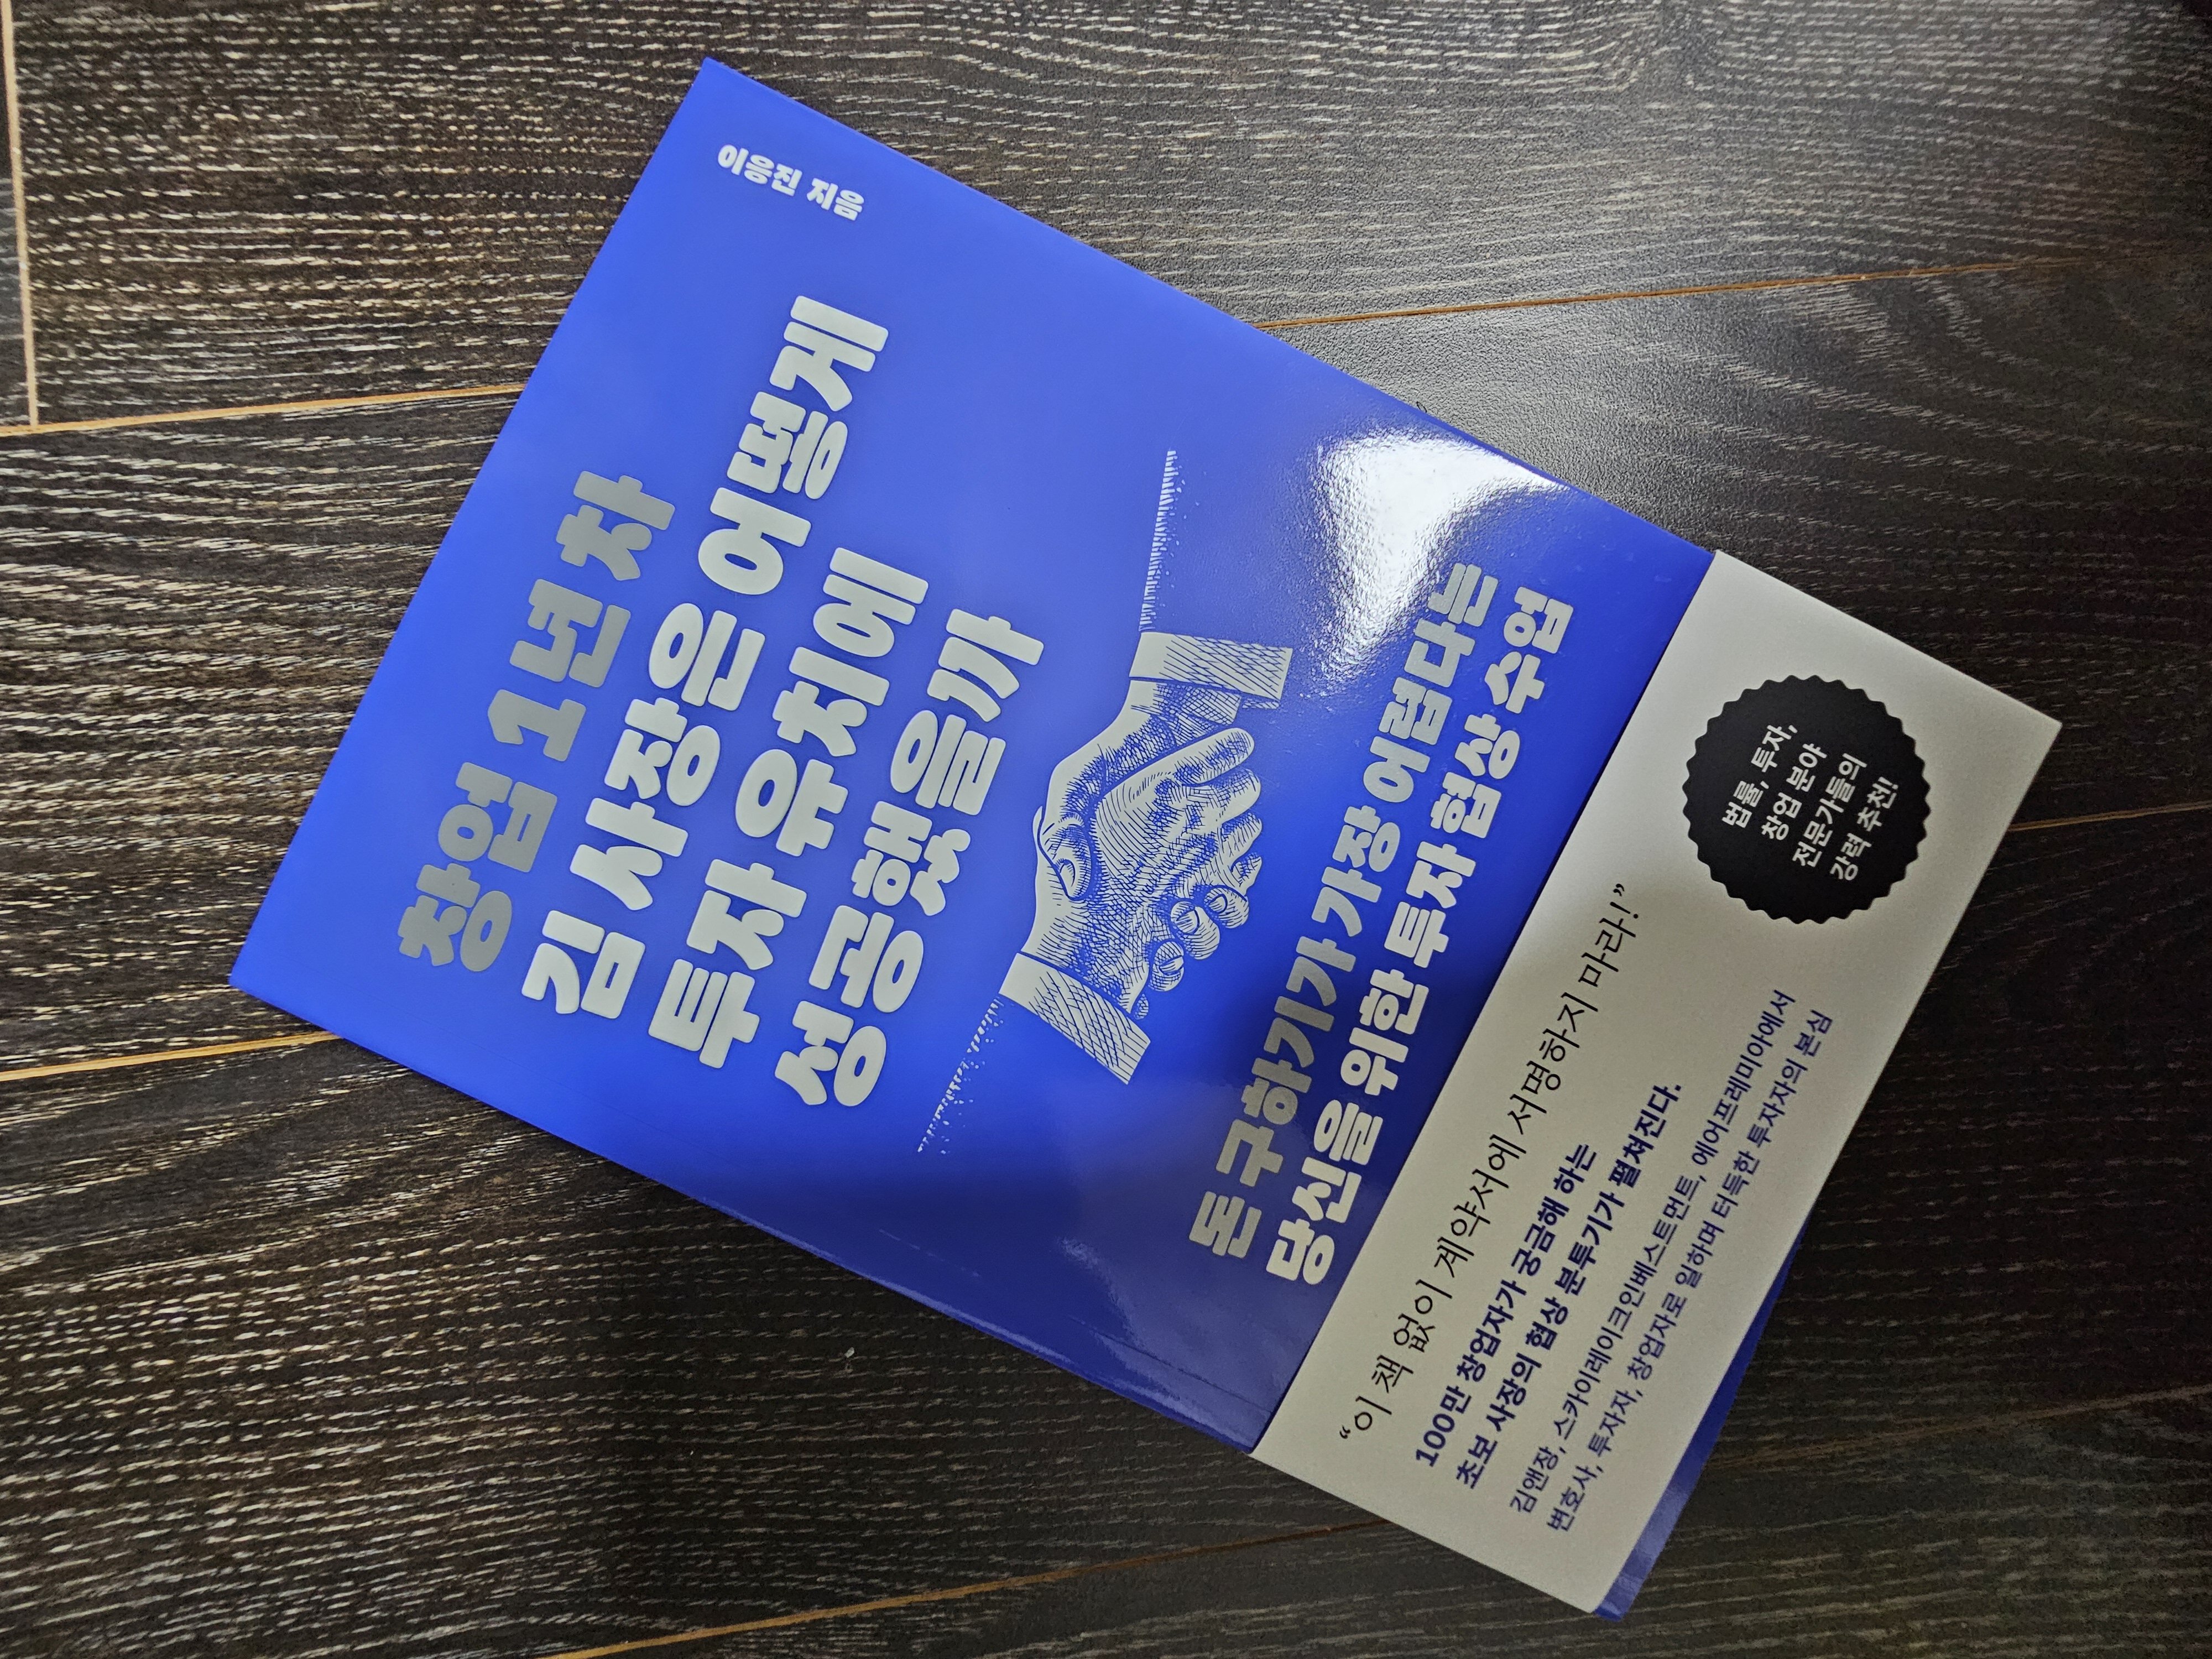 이응진 지음
창업 1년 차
김 사장은 어떻게
투자 유치에
성공했을까
돈 구하기가 가장 어렵다는
당신을 위한 투자 협상 수업
법률, 투자,
창업 분야
전문가들의
강력 추천!
“이 책 없이 계약서에 서명하지 마라!”
100만 창업자가 궁금해 하는
초보 사장의 협상 분투기가 펼쳐진다.
김앤장, 스카이레이크인베스트먼트, 에어프레미아에서
변호사, 투자자, 창업자로 일하며 터득한 투자자의 본심